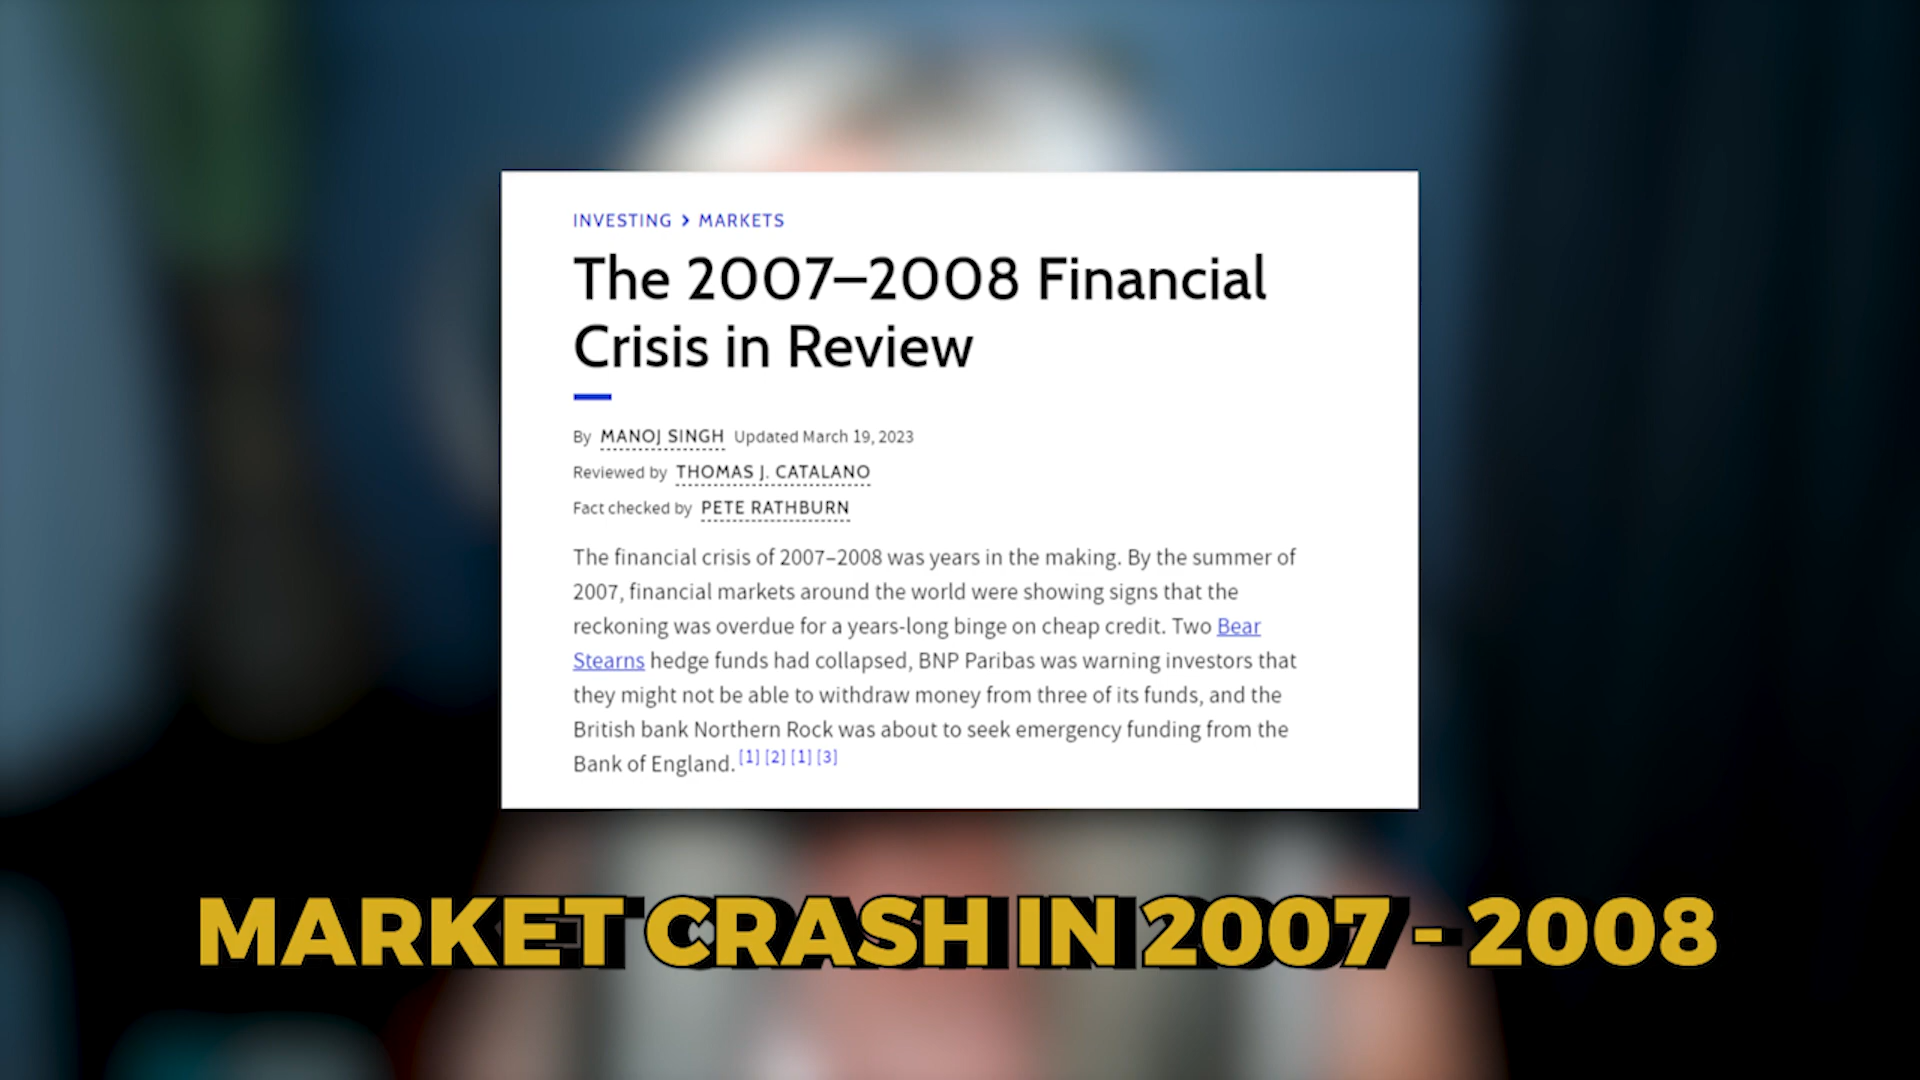 INVESTING > MARKETS
The 2007–2008 Financial
Crisis in Review
By MANOJ SINGH Updated March 19, 2023
Reviewed by THOMAS J. CATALANO
Fact checked by PETE RATHBURN
The financial crisis of 2007–2008 was years in the making. By the summer of
2007, financial markets around the world were showing signs that the
reckoning was overdue for a years-long binge on cheap credit. Two Bear
Stearns hedge funds had collapsed, BNP Paribas was warning investors that
they might not be able to withdraw money from three of its funds, and the
British bank Northern Rock was about to seek emergency funding from the
Bank of England. [1] [2] [1] [3]
MARKET CRASH IN 2007 - 2008